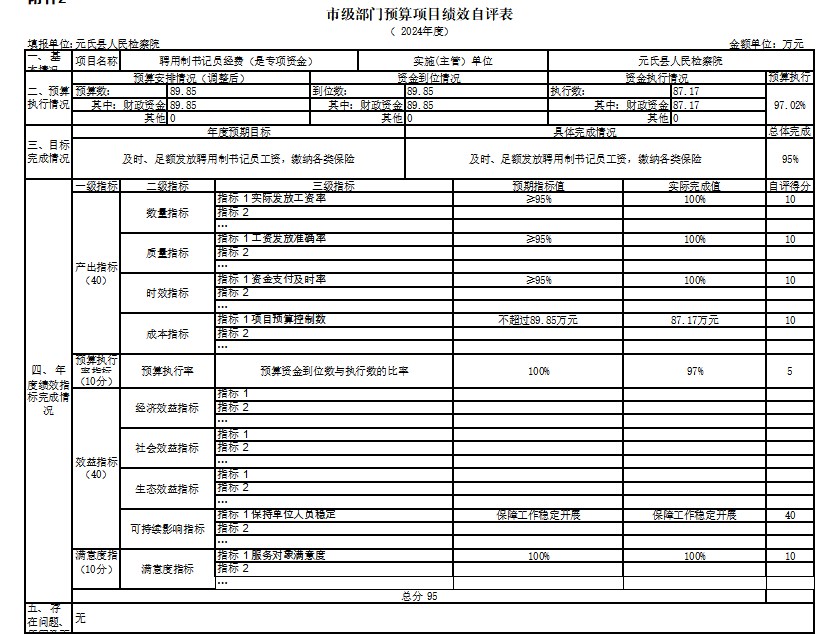 市级部门预算项目绩效自评表
（ 2024年度）
填报单位：元氏县人民检察院 金额单位：万元
一、基 项目名称 聘用制书记员经费（是专项资金） 实施(主管）单位 元氏县人民检察院
二、预算执行情况 预算安排情况（调整后） 资金到位情况 资金执行情况 预算执行
预算数： 89.85 到位数： 89.85 执行数： 87.17 97.02%
其中：财政资金 89.85 其中：财政资金 89.85 其中：财政资金 87.17
其他 0 其他 0 其他 0
三、目标完成情况 年度预期目标 具体完成情况 总体完成
及时、足额发放聘用制书记员工资，缴纳各类保险 及时、足额发放聘用制书记员工资，缴纳各类保险 95%
四、年度绩效指标完成情况 一级指标 二级指标 三级指标 预期指标值 实际完成值 自评得分
产出指标（40） 数量指标 指标 1 实际发放工资率 ≥95% 100% 10
指标 2
…
质量指标 指标 1 工资发放准确率 ≥95% 100% 10
指标 2
…
时效指标 指标 1 资金支付及时率 ≥95% 100% 10
指标 2
…
成本指标 指标 1 项目预算控制数 不超过89.85万元 87.17万元 10
指标 2
…
预算执行率指标（10分） 预算执行率 预算资金到位数与执行数的比率 100% 97% 5
效益指标（40） 经济效益指标 指标 1
指标 2
…
社会效益指标 指标 1
指标 2
…
生态效益指标 指标 1
指标 2
…
可持续影响指标 指标 1 保持单位人员稳定 保障工作稳定开展 保障工作稳定开展 40
指标 2
…
满意度指（10分） 满意度指标 指标 1 服务对象满意度 100% 100% 10
指标 2
…
总分 95
五、存在问题、 无